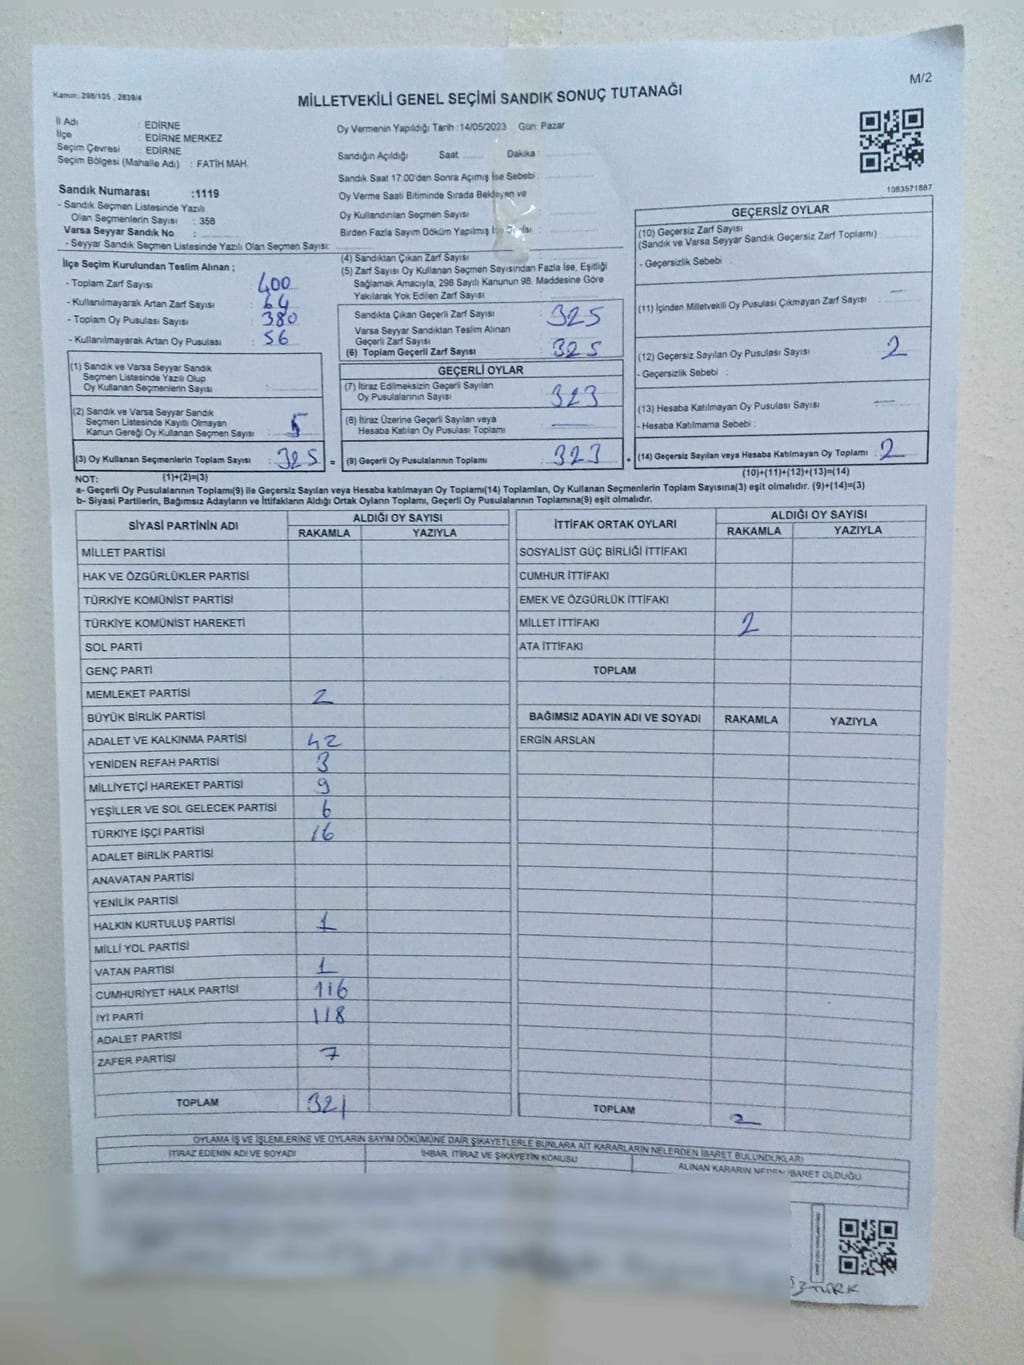 M/2
Kanun: 298/105 , 2839/4
MİLLETVEKİLİ GENEL SEÇİMİ SANDIK SONUÇ TUTANAĞI
İl Adı : EDİRNE
İlçe : EDİRNE MERKEZ
Seçim Çevresi : EDİRNE
Seçim Bölgesi (Mahalle Adı) : FATİH MAH.
Sandık Numarası :1119
- Sandık Seçmen Listesinde Yazılı
Olan Seçmenlerin Sayısı : 358
Varsa Seyyar Sandık No :
- Seyyar Sandık Seçmen Listesinde Yazılı Olan Seçmen Sayısı:
Oy Vermenin Yapıldığı Tarih :14/05/2023 Gün: Pazar
Sandığın Açıldığı Saat Dakika
Sandık Saat 17:00'den Sonra Açımış İse Sebebi
Oy Verme Saati Bitiminde Sırada Bekleyen ve
Oy Kullandırılan Seçmen Sayısı
Birden Fazla Sayım Döküm Yapılmış
1083571887
İlçe Seçim Kurulundan Teslim Alınan ;
- Toplam Zarf Sayısı : 400
- Kullanılmayarak Artan Zarf Sayısı : 64
- Toplam Oy Pusulası Sayısı : 380
- Kullanılmayarak Artan Oy Pusulası : 56
(1) Sandık ve Varsa Seyyar Sandık
Seçmen Listesinde Yazılı Olup
Oy Kullanan Seçmenlerin Sayısı :
(2) Sandık ve Varsa Seyyar Sandık
Seçmen Listesinde Kayıtlı Olmayan
Kanun Gereği Oy Kullanan Seçmen Sayısı : 5
(3) Oy Kullanan Seçmenlerin Toplam Sayısı : 325 =
(1)+(2)=(3)
(4) Sandıktan Çıkan Zarf Sayısı
(5) Zarf Sayısı Oy Kullanan Seçmen Sayısından Fazla İse, Eşitliği
Sağlamak Amacıyla; 298 Sayılı Kanunun 98. Maddesine Göre
Yakılarak Yok Edilen Zarf Sayısı
Sandıkta Çıkan Geçerli Zarf Sayısı : 325
Varsa Seyyar Sandıktan Teslim Alınan
Geçerli Zarf Sayısı
(6) Toplam Geçerli Zarf Sayısı : 325
GEÇERLİ OYLAR
(7) İtiraz Edilmeksizin Geçerli Sayılan
Oy Pusulalarının Sayısı : 323
(8) İtiraz Üzerine Geçerli Sayılan veya
Hesaba Katılan Oy Pusulası Toplamı : —
(9) Geçerli Oy Pusulalarının Toplamı : 323 +
GEÇERSİZ OYLAR
(10) Geçersiz Zarf Sayısı
(Sandık ve Varsa Seyyar Sandık Geçersiz Zarf Toplamı)
- Geçersizlik Sebebi :
(11) İçinden Milletvekili Oy Pusulası Çıkmayan Zarf Sayısı : —
(12) Geçersiz Sayılan Oy Pusulası Sayısı : 2
- Geçersizlik Sebebi :
(13) Hesaba Katılmayan Oy Pusulası Sayısı : —
- Hesaba Katılmama Sebebi :
(14) Geçersiz Sayılan veya Hesaba Katılmayan Oy Toplamı : 2
(10)+(11)+(12)+(13)=(14)
NOT:
a- Geçerli Oy Pusulalarının Toplamı(9) ile Geçersiz Sayılan veya Hesaba katılmayan Oy Toplamı(14) Toplamları, Oy Kullanan Seçmenlerin Toplam Sayısına(3) eşit olmalıdır. (9)+(14)=(3)
b- Siyasi Partilerin, Bağımsız Adayların ve İttifakların Aldığı Ortak Oyların Toplamı, Geçerli Oy Pusulalarının Toplamına(9) eşit olmalıdır.
SİYASİ PARTİNİN ADI ALDIĞI OY SAYISI
RAKAMLA YAZIYLA
MİLLET PARTİSİ
HAK VE ÖZGÜRLÜKLER PARTİSİ
TÜRKİYE KOMÜNİST PARTİSİ
TÜRKİYE KOMÜNİST HAREKETİ
SOL PARTİ
GENÇ PARTİ
MEMLEKET PARTİSİ 2
BÜYÜK BİRLİK PARTİSİ
ADALET VE KALKINMA PARTİSİ 42
YENİDEN REFAH PARTİSİ 3
MİLLİYETÇİ HAREKET PARTİSİ 9
YEŞİLLER VE SOL GELECEK PARTİSİ 6
TÜRKİYE İŞÇİ PARTİSİ 16
ADALET BİRLİK PARTİSİ
ANAVATAN PARTİSİ
YENİLİK PARTİSİ
HALKIN KURTULUŞ PARTİSİ 1
MİLLİ YOL PARTİSİ
VATAN PARTİSİ 1
CUMHURİYET HALK PARTİSİ 116
İYİ PARTİ 118
ADALET PARTİSİ
ZAFER PARTİSİ 7
TOPLAM 321
İTTİFAK ORTAK OYLARI ALDIĞI OY SAYISI
RAKAMLA YAZIYLA
SOSYALİST GÜÇ BİRLİĞİ İTTİFAKI
CUMHUR İTTİFAKI
EMEK VE ÖZGÜRLÜK İTTİFAKI
MİLLET İTTİFAKI 2
ATA İTTİFAKI
TOPLAM
BAĞIMSIZ ADAYIN ADI VE SOYADI RAKAMLA YAZIYLA
ERGİN ARSLAN
TOPLAM 2
OYLAMA İŞ VE İŞLEMLERİNE VE OYLARIN SAYIM DÖKÜMÜNE DAİR ŞİKAYETLERLE BUNLARA AİT KARARLARIN NELERDEN İBARET BULUNDUKLARI
İTİRAZ EDENİN ADI VE SOYADI İHBAR, İTİRAZ VE ŞİKAYETİN KONUSU ALINAN KARARIN NEDEN İBARET OLDUĞU